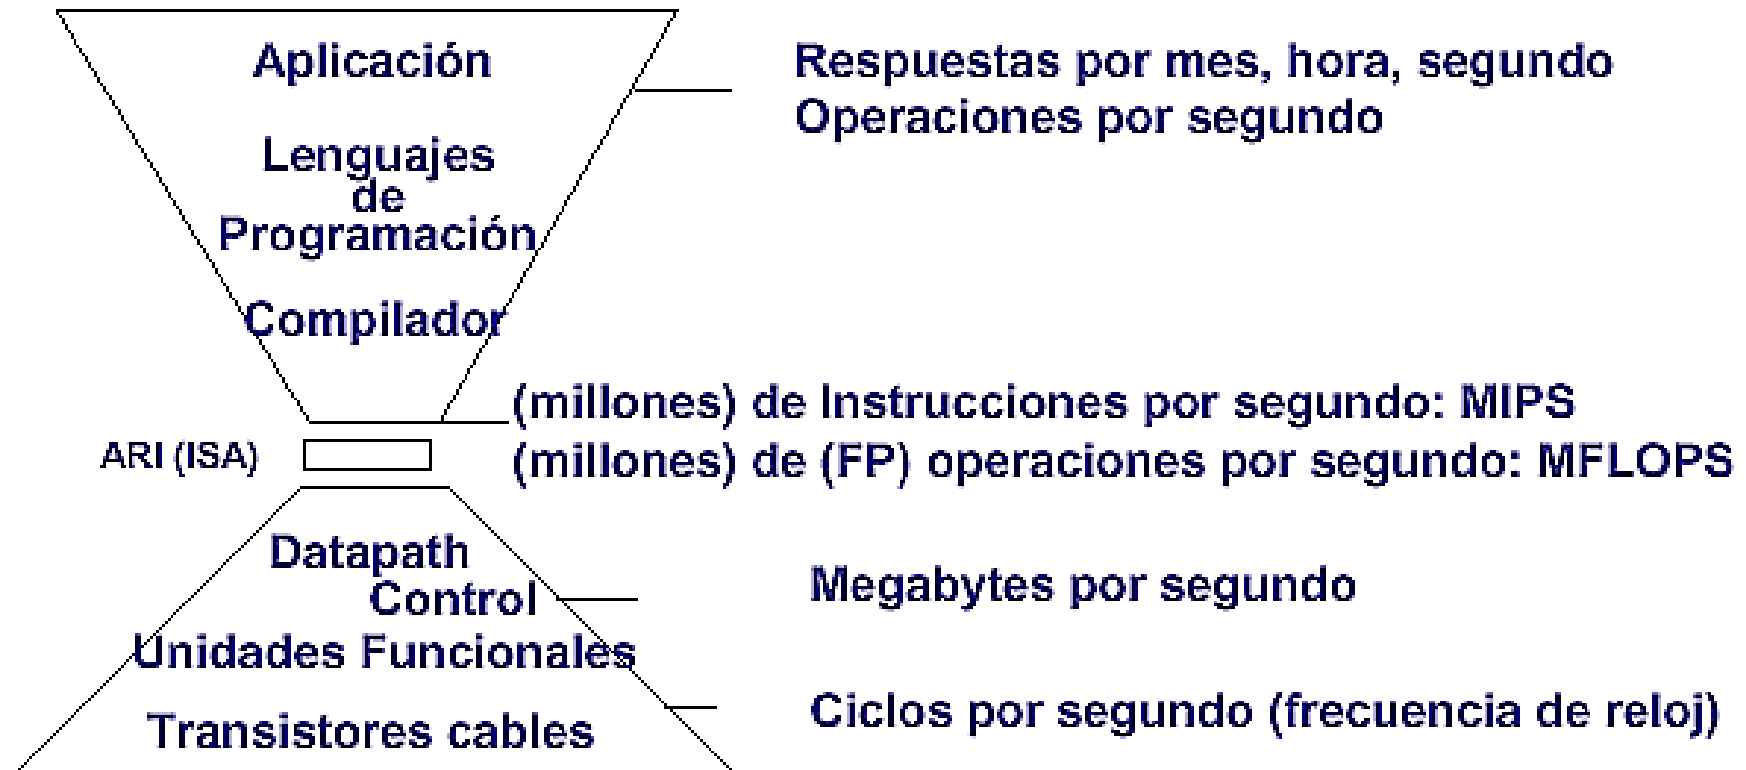 Aplicación
Respuestas por mes, hora, segundo
Operaciones por segundo
Lenguajes
de
Programación
Compilador
(millones) de Instrucciones por segundo: MIPS
ARI (ISA)
(millones) de (FP) operaciones por segundo: MFLOPS
Datapath
Control
Megabytes por segundo
Unidades Funcionales
Transistores cables
Ciclos por segundo (frecuencia de reloj)